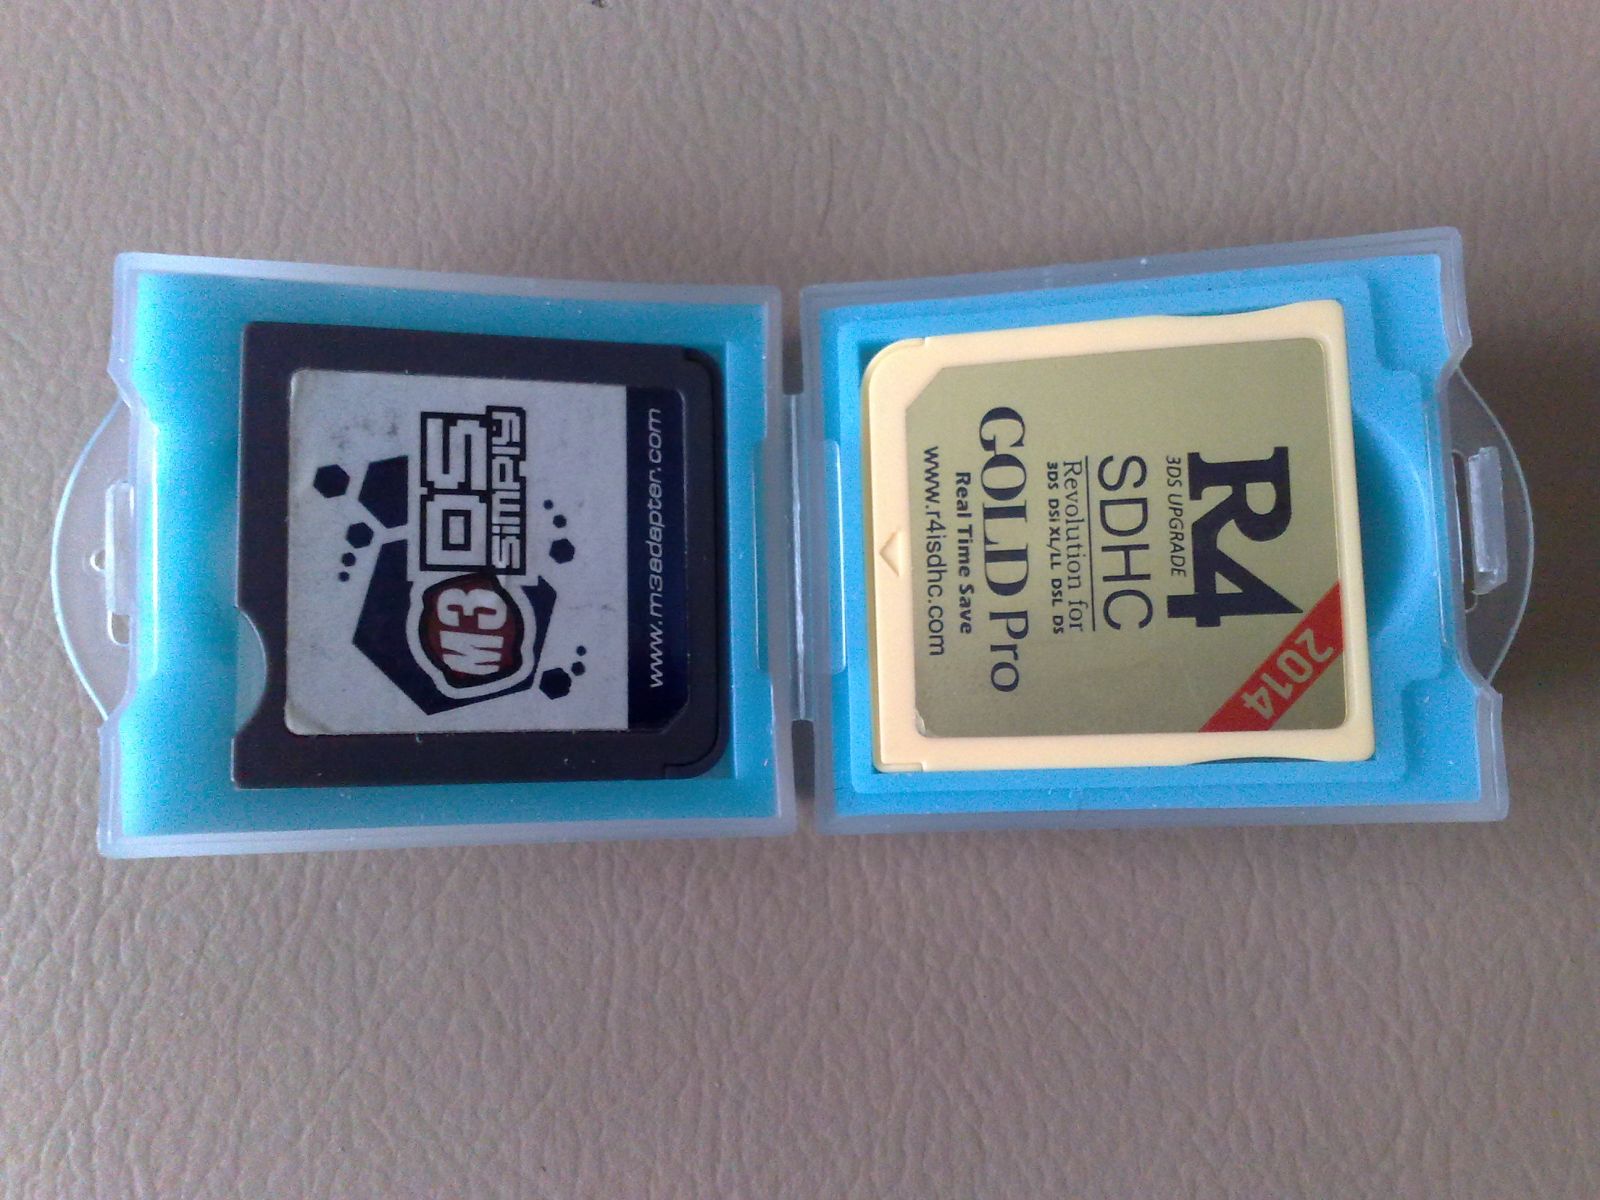 M3
DS
SIMPLY
www.m3adapter.com
R4
3DS UPGRADE
SDHC
Revolution for
3DS DSi XL/LL DSL DS
GOLD Pro
Real Time Save
www.r4isdhc.com
2014